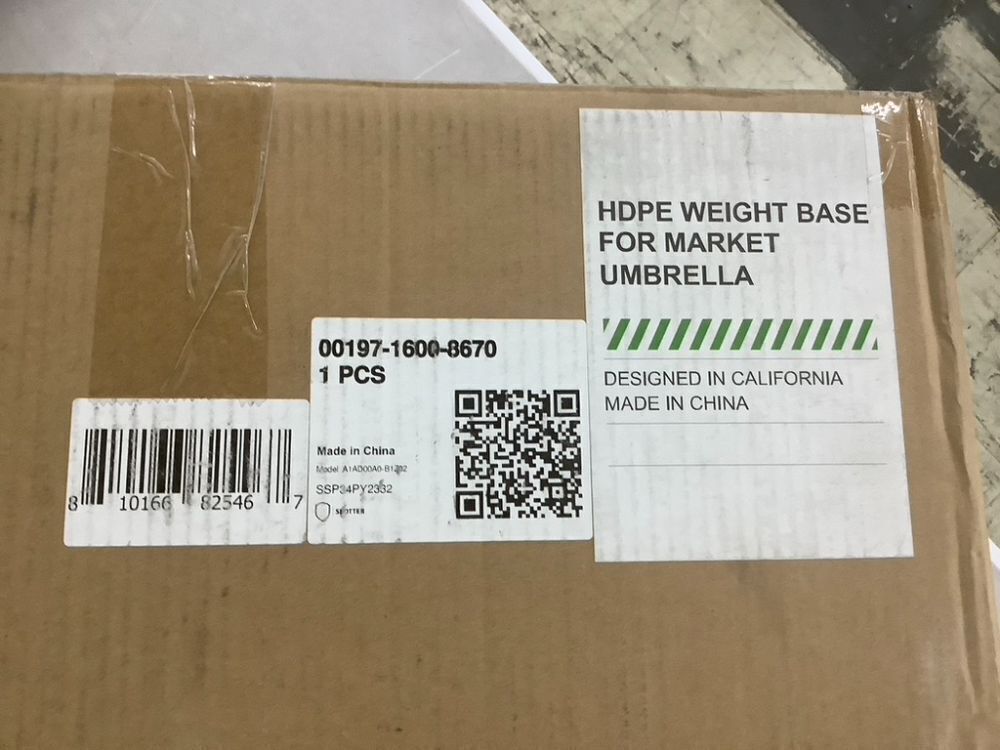 HDPE WEIGHT BASE
FOR MARKET
UMBRELLA
DESIGNED IN CALIFORNIA
MADE IN CHINA
00197-1600-8670
1 PCS
Made in China
Model
SSP34PY2332
8 10166 82546 7